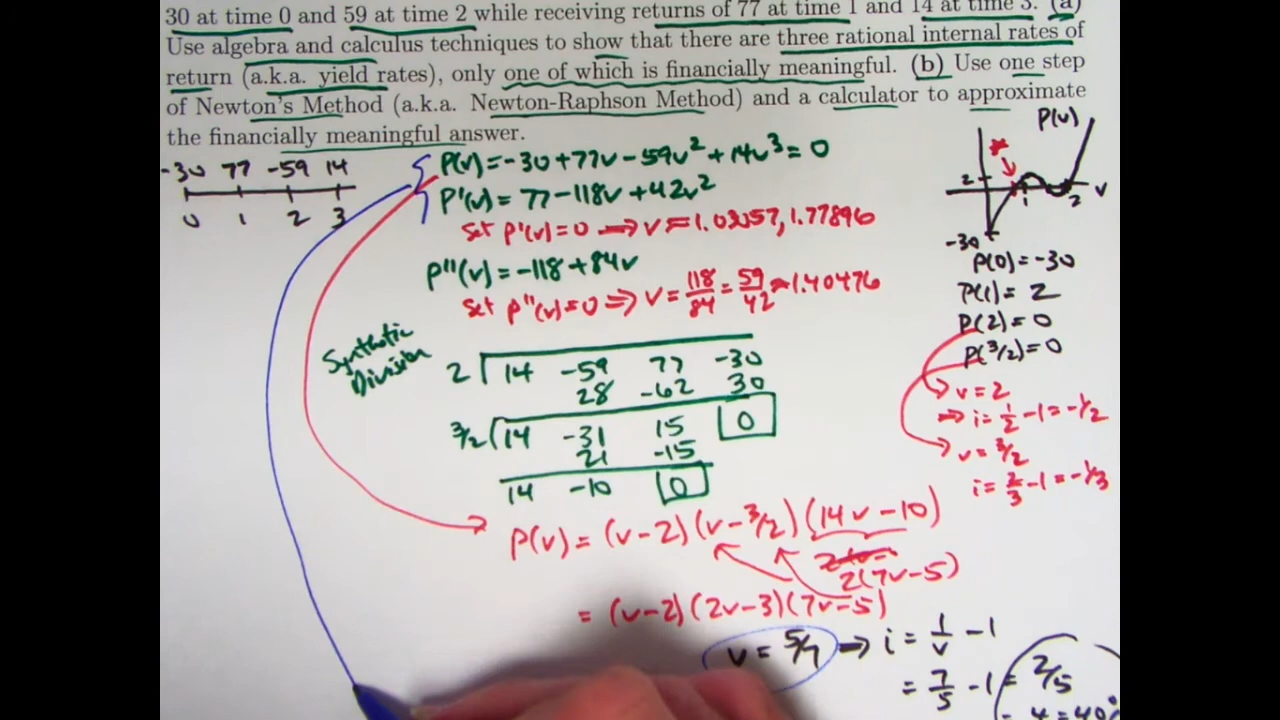 30 at time 0 and 59 at time 2 while receiving returns of 77 at time 1 and 14 at time 3. (a)
Use algebra and calculus techniques to show that there are three rational internal rates of
return (a.k.a. yield rates), only one of which is financially meaningful. (b) Use one step
of Newton's Method (a.k.a. Newton-Raphson Method) and a calculator to approximate
the financially meaningful answer.
-30 77 -59 14
0 1 2 3
P(v) = -30 + 77v - 59v² + 14v³ = 0
P'(v) = 77 - 118v + 42v²
Set P'(v) = 0 ⟹ v ≈ 1.03057, 1.77896
P''(v) = -118 + 84v
Set P''(v) = 0 ⟹ v = 118/84 = 59/42 ≈ 1.40476
P(v)
2
1 2 v
-30
P(0) = -30
P(1) = 2
P(2) = 0
P(3/2) = 0
→ v = 2
⟹ i = 1/2 - 1 = -1/2
→ v = 3/2
i = 2/3 - 1 = -1/3
Synthetic
Division
2 14 -59 77 -30
28 -62 30
3/2 14 -31 15 0
21 -15
14 -10 0
P(v) = (v - 2)(v - 3/2)(14v - 10)
2(7v - 5)
= (v - 2)(2v - 3)(7v - 5)
v = 5/7 ⟹ i = 1/v - 1
= 7/5 - 1 = 2/5
= .4 = 40%